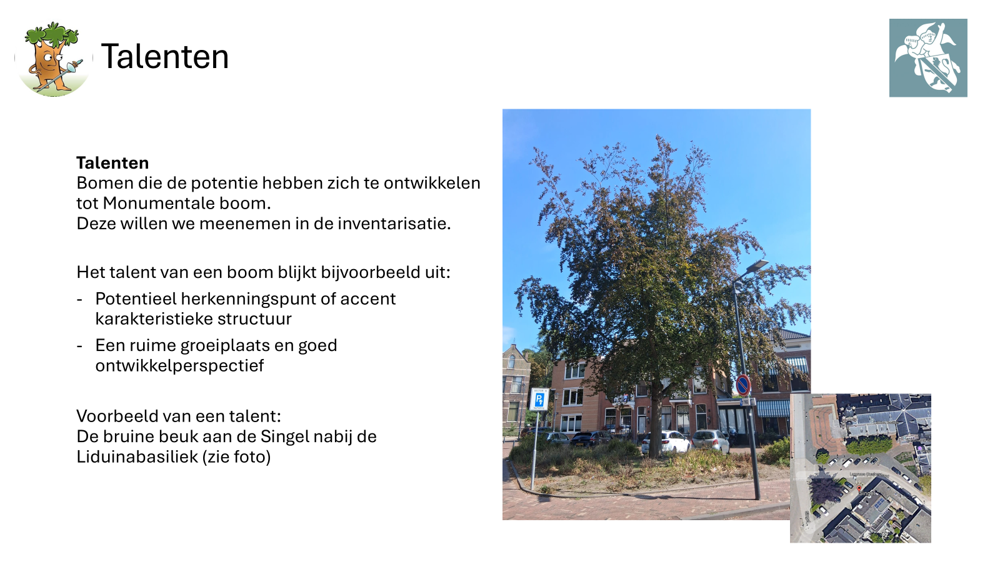 Talenten
Talenten
Bomen die de potentie hebben zich te ontwikkelen
tot Monumentale boom.
Deze willen we meenemen in de inventarisatie.
Het talent van een boom blijkt bijvoorbeeld uit:
- Potentieel herkenningspunt of accent
karakteristieke structuur
- Een ruime groeiplaats en goed
ontwikkelperspectief
Voorbeeld van een talent:
De bruine beuk aan de Singel nabij de
Liduinabasiliek (zie foto)
P
Singel
Singel